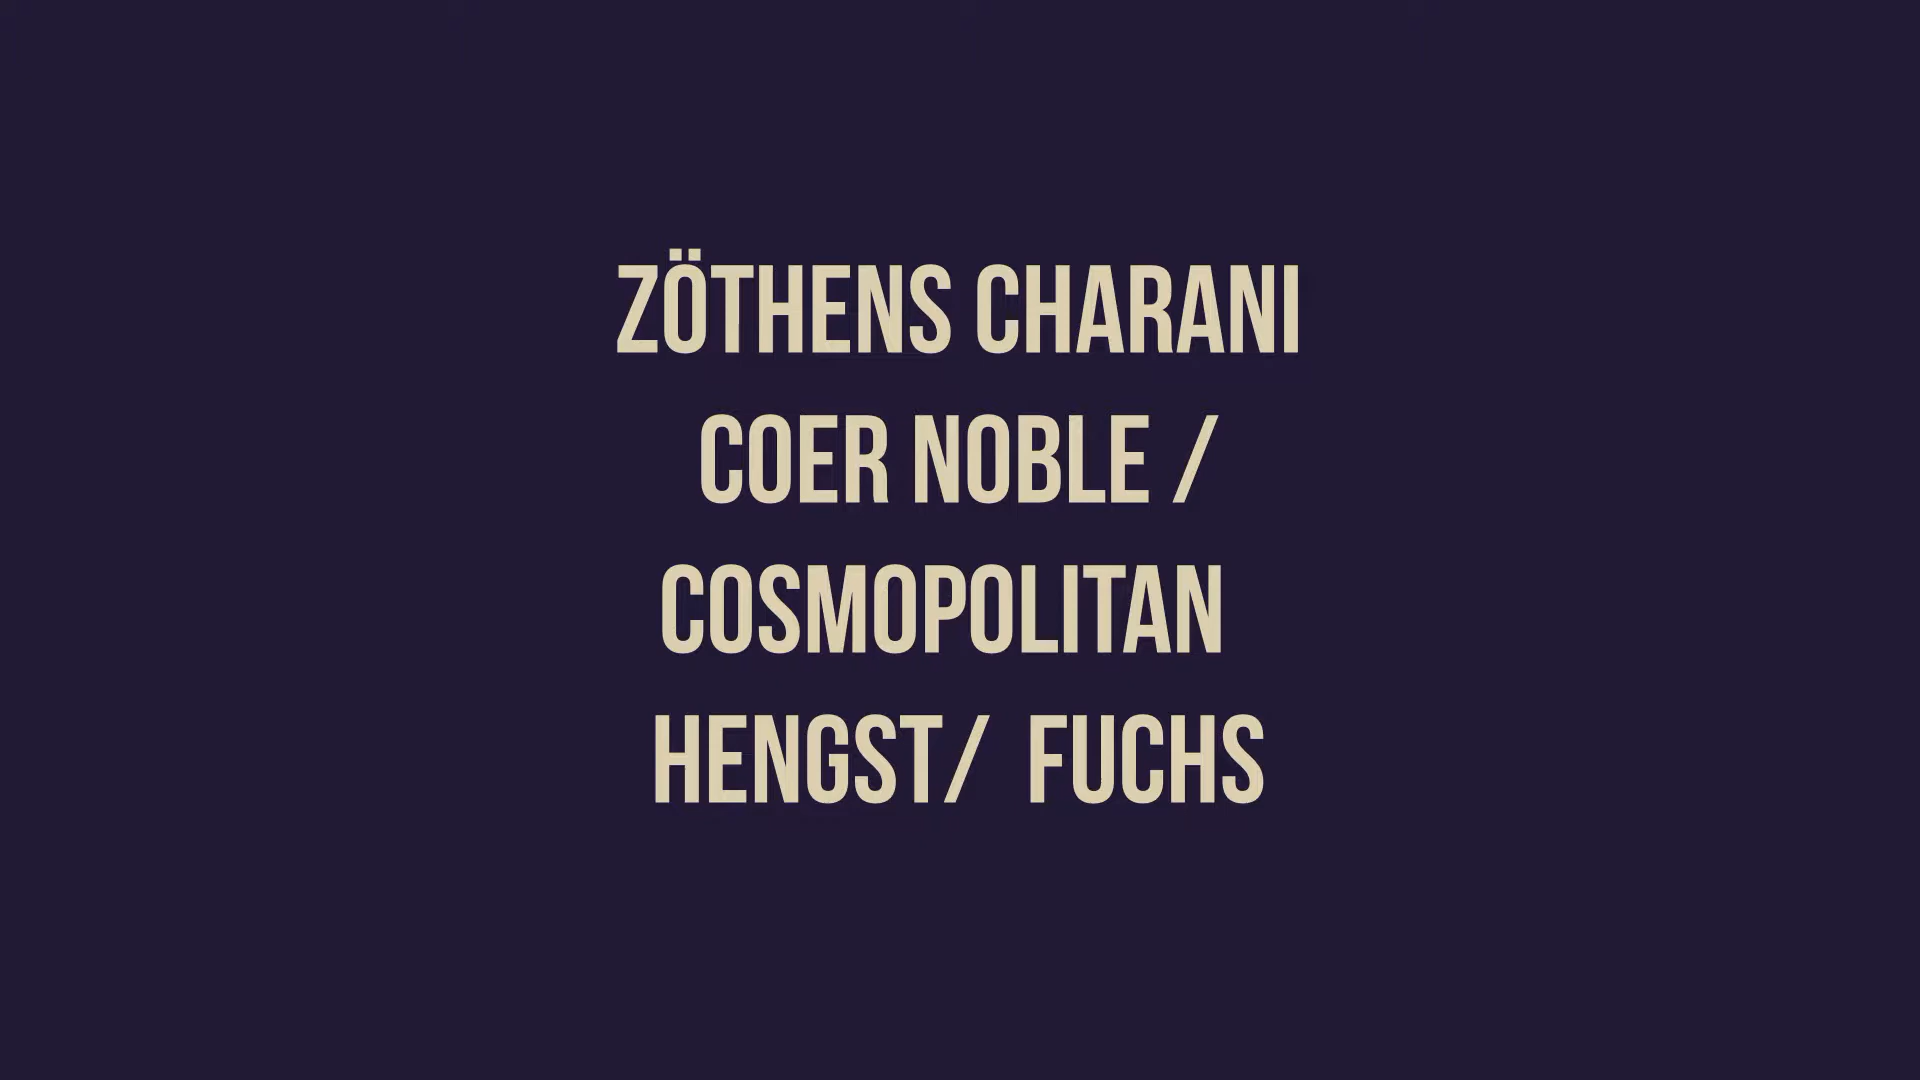 ZÖTHENS CHARANI
COER NOBLE /
COSMOPOLITAN
HENGST/ FUCHS